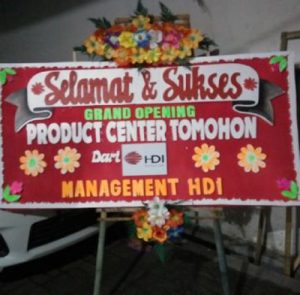 Selamat & Sukses
GRAND OPENING
PRODUCT CENTER TOMOHON
Dari HDI
MANAGEMENT HDI